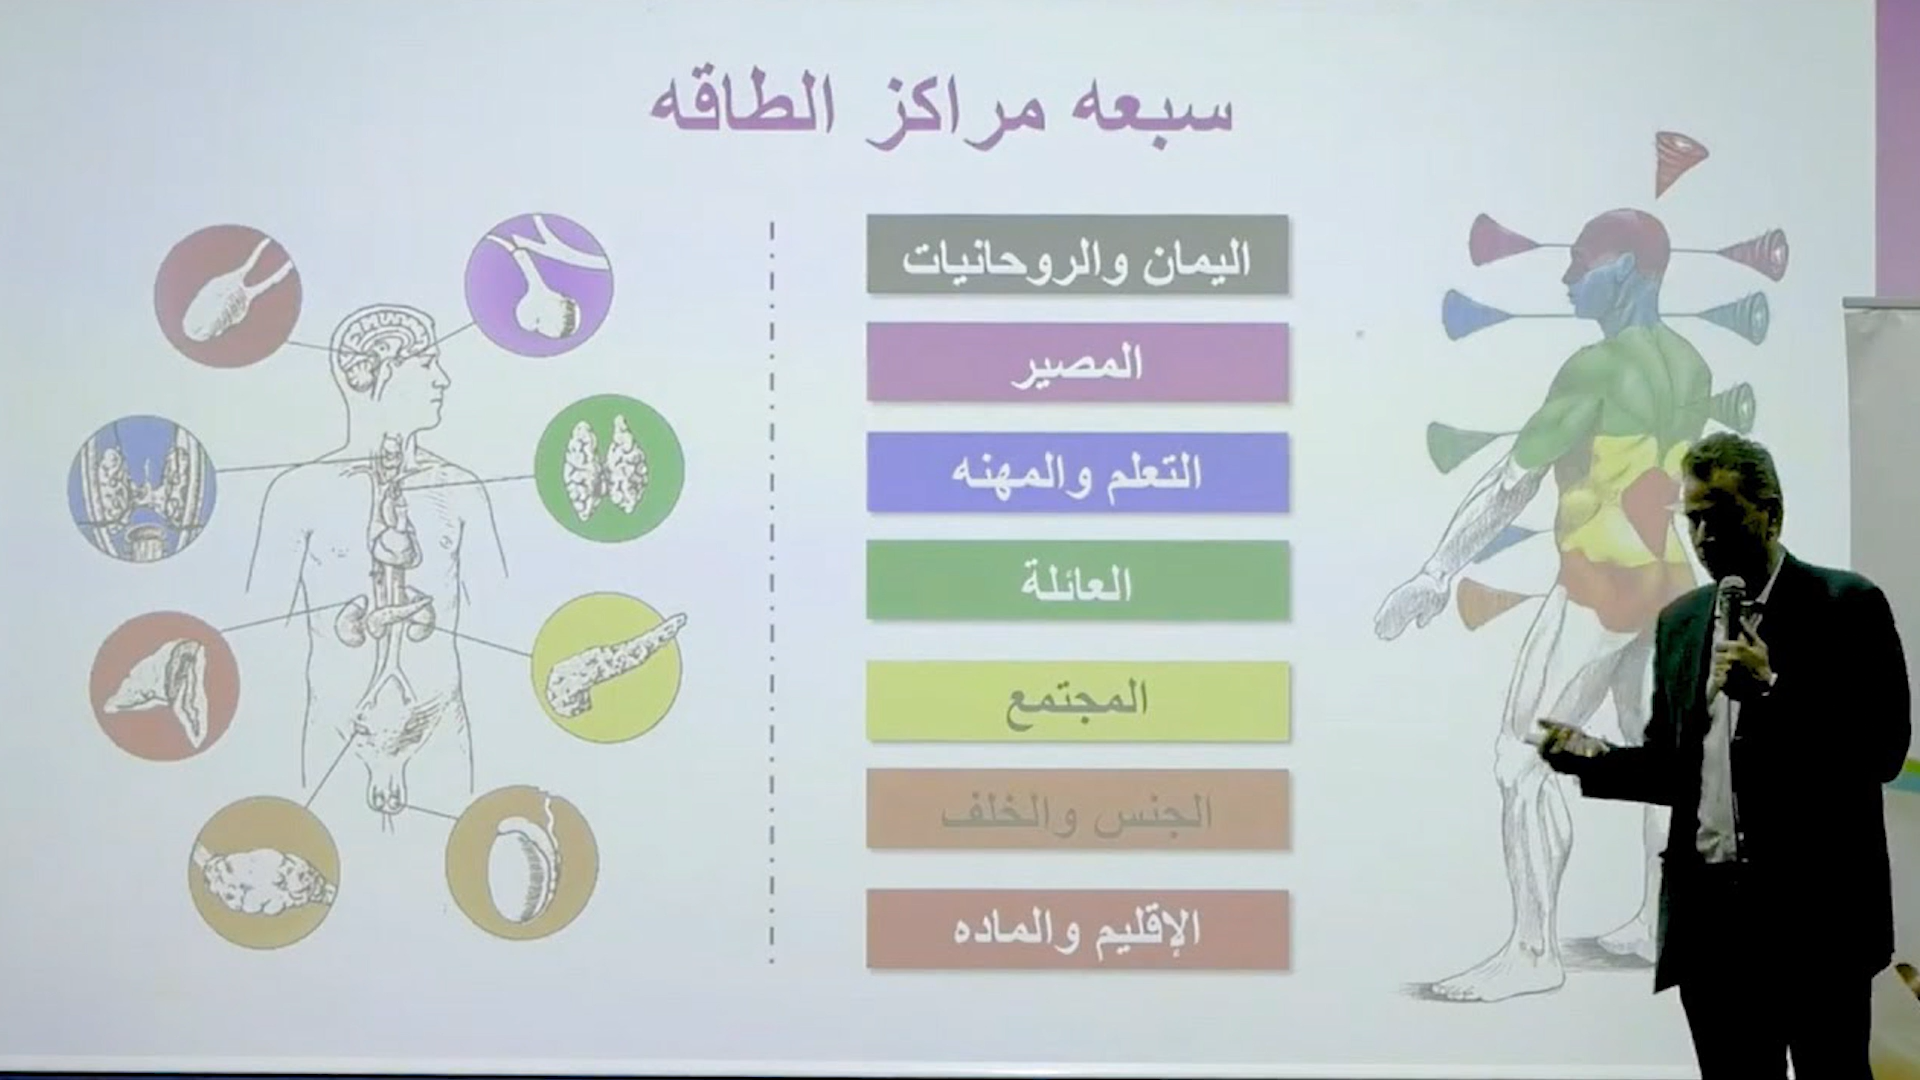 سبعه مراكز الطاقه
اليمان والروحانيات
المصير
التعلم والمهنه
العائلة
المجتمع
الجنس والخلف
الإقليم والماده